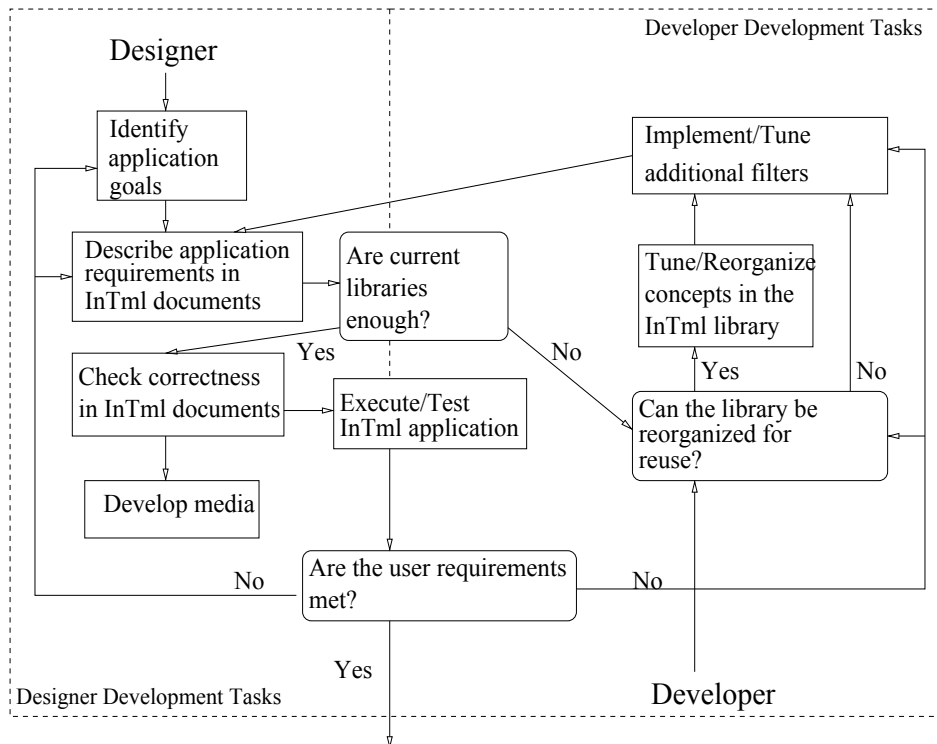 Developer Development Tasks
Designer
Identify
application
goals
Implement/Tune
additional filters
Describe application
requirements in
InTml documents
Are current
libraries
enough?
Tune/Reorganize
concepts in the
InTml library
Yes
No
Yes
No
Check correctness
in InTml documents
Execute/Test
InTml application
Can the library be
reorganized for
reuse?
Develop media
Are the user requirements
met?
No
No
Yes
Designer Development Tasks
Developer